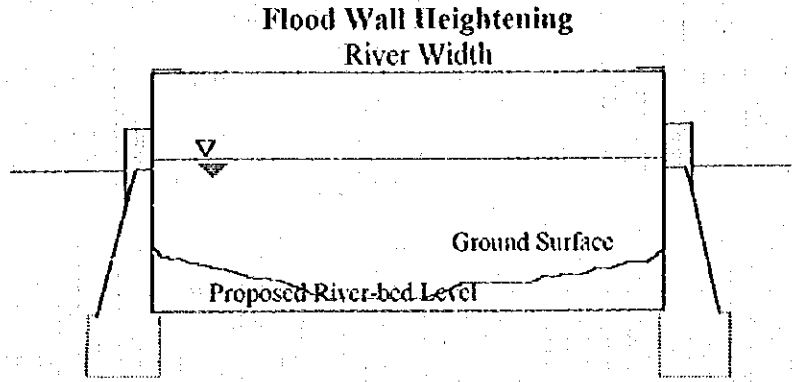 Flood Wall Heightening
River Width
Ground Surface
Proposed River-bed Level